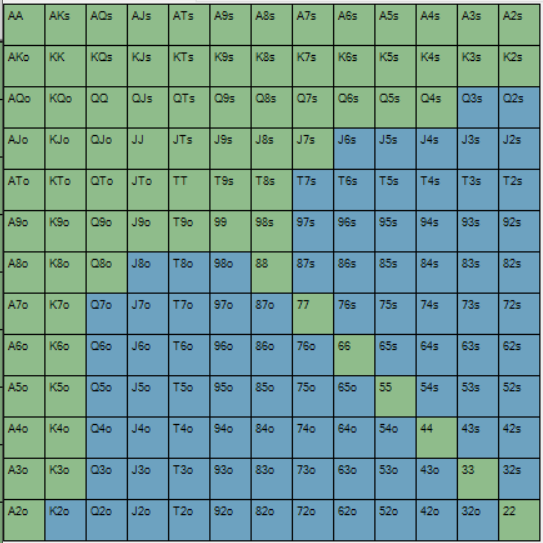 AA AKs AQs AJs ATs A9s A8s A7s A6s A5s A4s A3s A2s
AKo KK KQs KJs KTs K9s K8s K7s K6s K5s K4s K3s K2s
AQo KQo QQ QJs QTs Q9s Q8s Q7s Q6s Q5s Q4s Q3s Q2s
AJo KJo QJo JJ JTs J9s J8s J7s J6s J5s J4s J3s J2s
ATo KTo QTo JTo TT T9s T8s T7s T6s T5s T4s T3s T2s
A9o K9o Q9o J9o T9o 99 98s 97s 96s 95s 94s 93s 92s
A8o K8o Q8o J8o T8o 98o 88 87s 86s 85s 84s 83s 82s
A7o K7o Q7o J7o T7o 97o 87o 77 76s 75s 74s 73s 72s
A6o K6o Q6o J6o T6o 96o 86o 76o 66 65s 64s 63s 62s
A5o K5o Q5o J5o T5o 95o 85o 75o 65o 55 54s 53s 52s
A4o K4o Q4o J4o T4o 94o 84o 74o 64o 54o 44 43s 42s
A3o K3o Q3o J3o T3o 93o 83o 73o 63o 53o 43o 33 32s
A2o K2o Q2o J2o T2o 92o 82o 72o 62o 52o 42o 32o 22